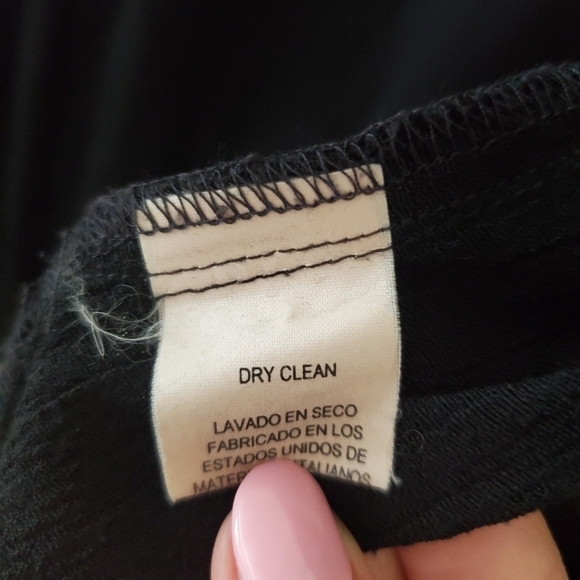 DRY CLEAN
LAVADO EN SECO
FABRICADO EN LOS
ESTADOS UNIDOS DE